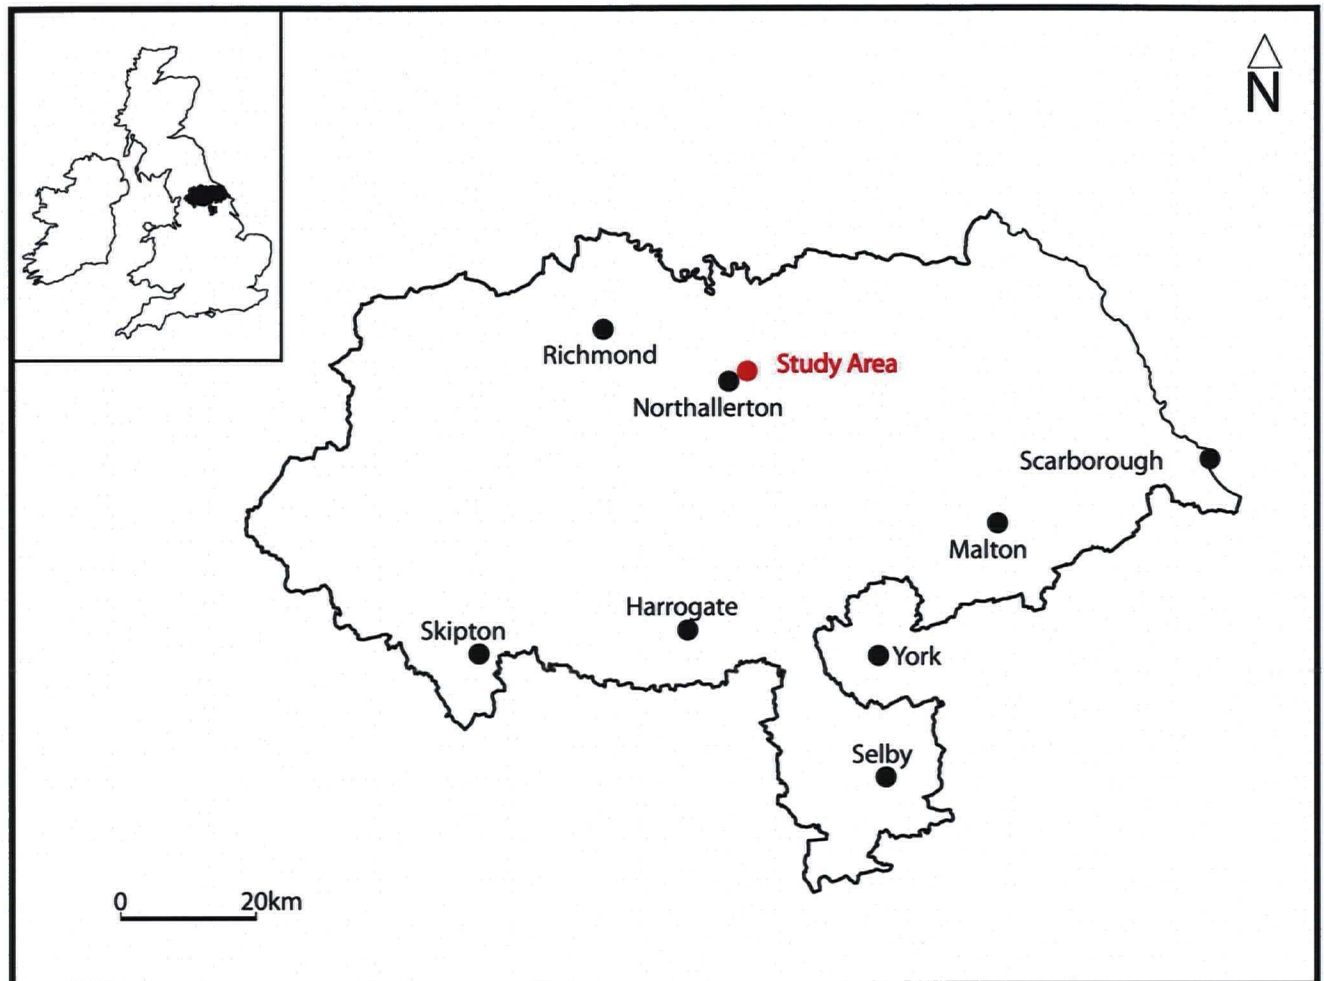 N
Richmond
Study Area
Northallerton
Scarborough
Malton
Harrogate
Skipton
York
Selby
0 20km